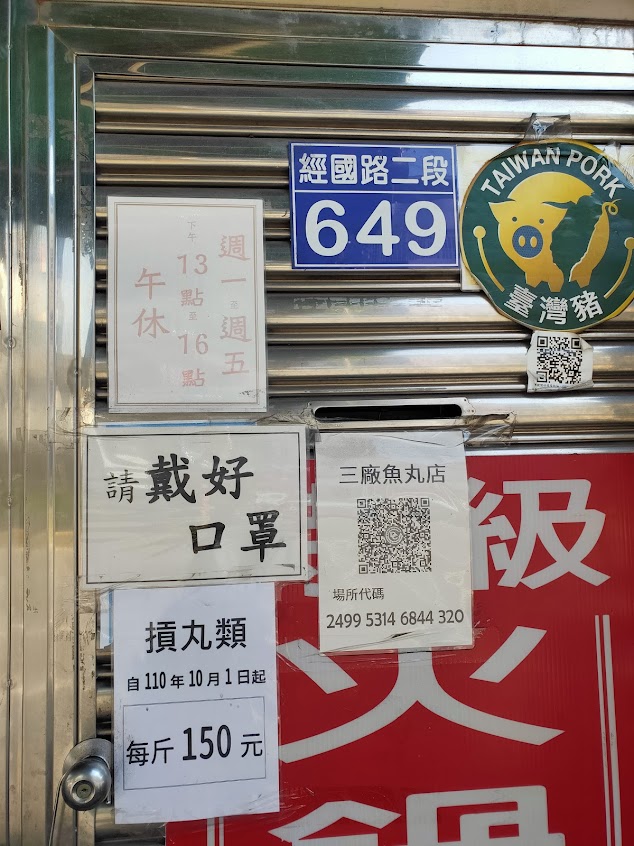 經國路二段
649
TAIWAN PORK
臺灣豬
週一至週五
下午13點至16點
午休
請戴好
口罩
三廠魚丸店
場所代碼
2499 5314 6844 320
摃丸類
自110年10月1日起
每斤150元
級
火
鍋